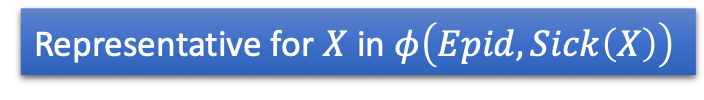 Representative for X in ϕ(Epid, Sick(X))